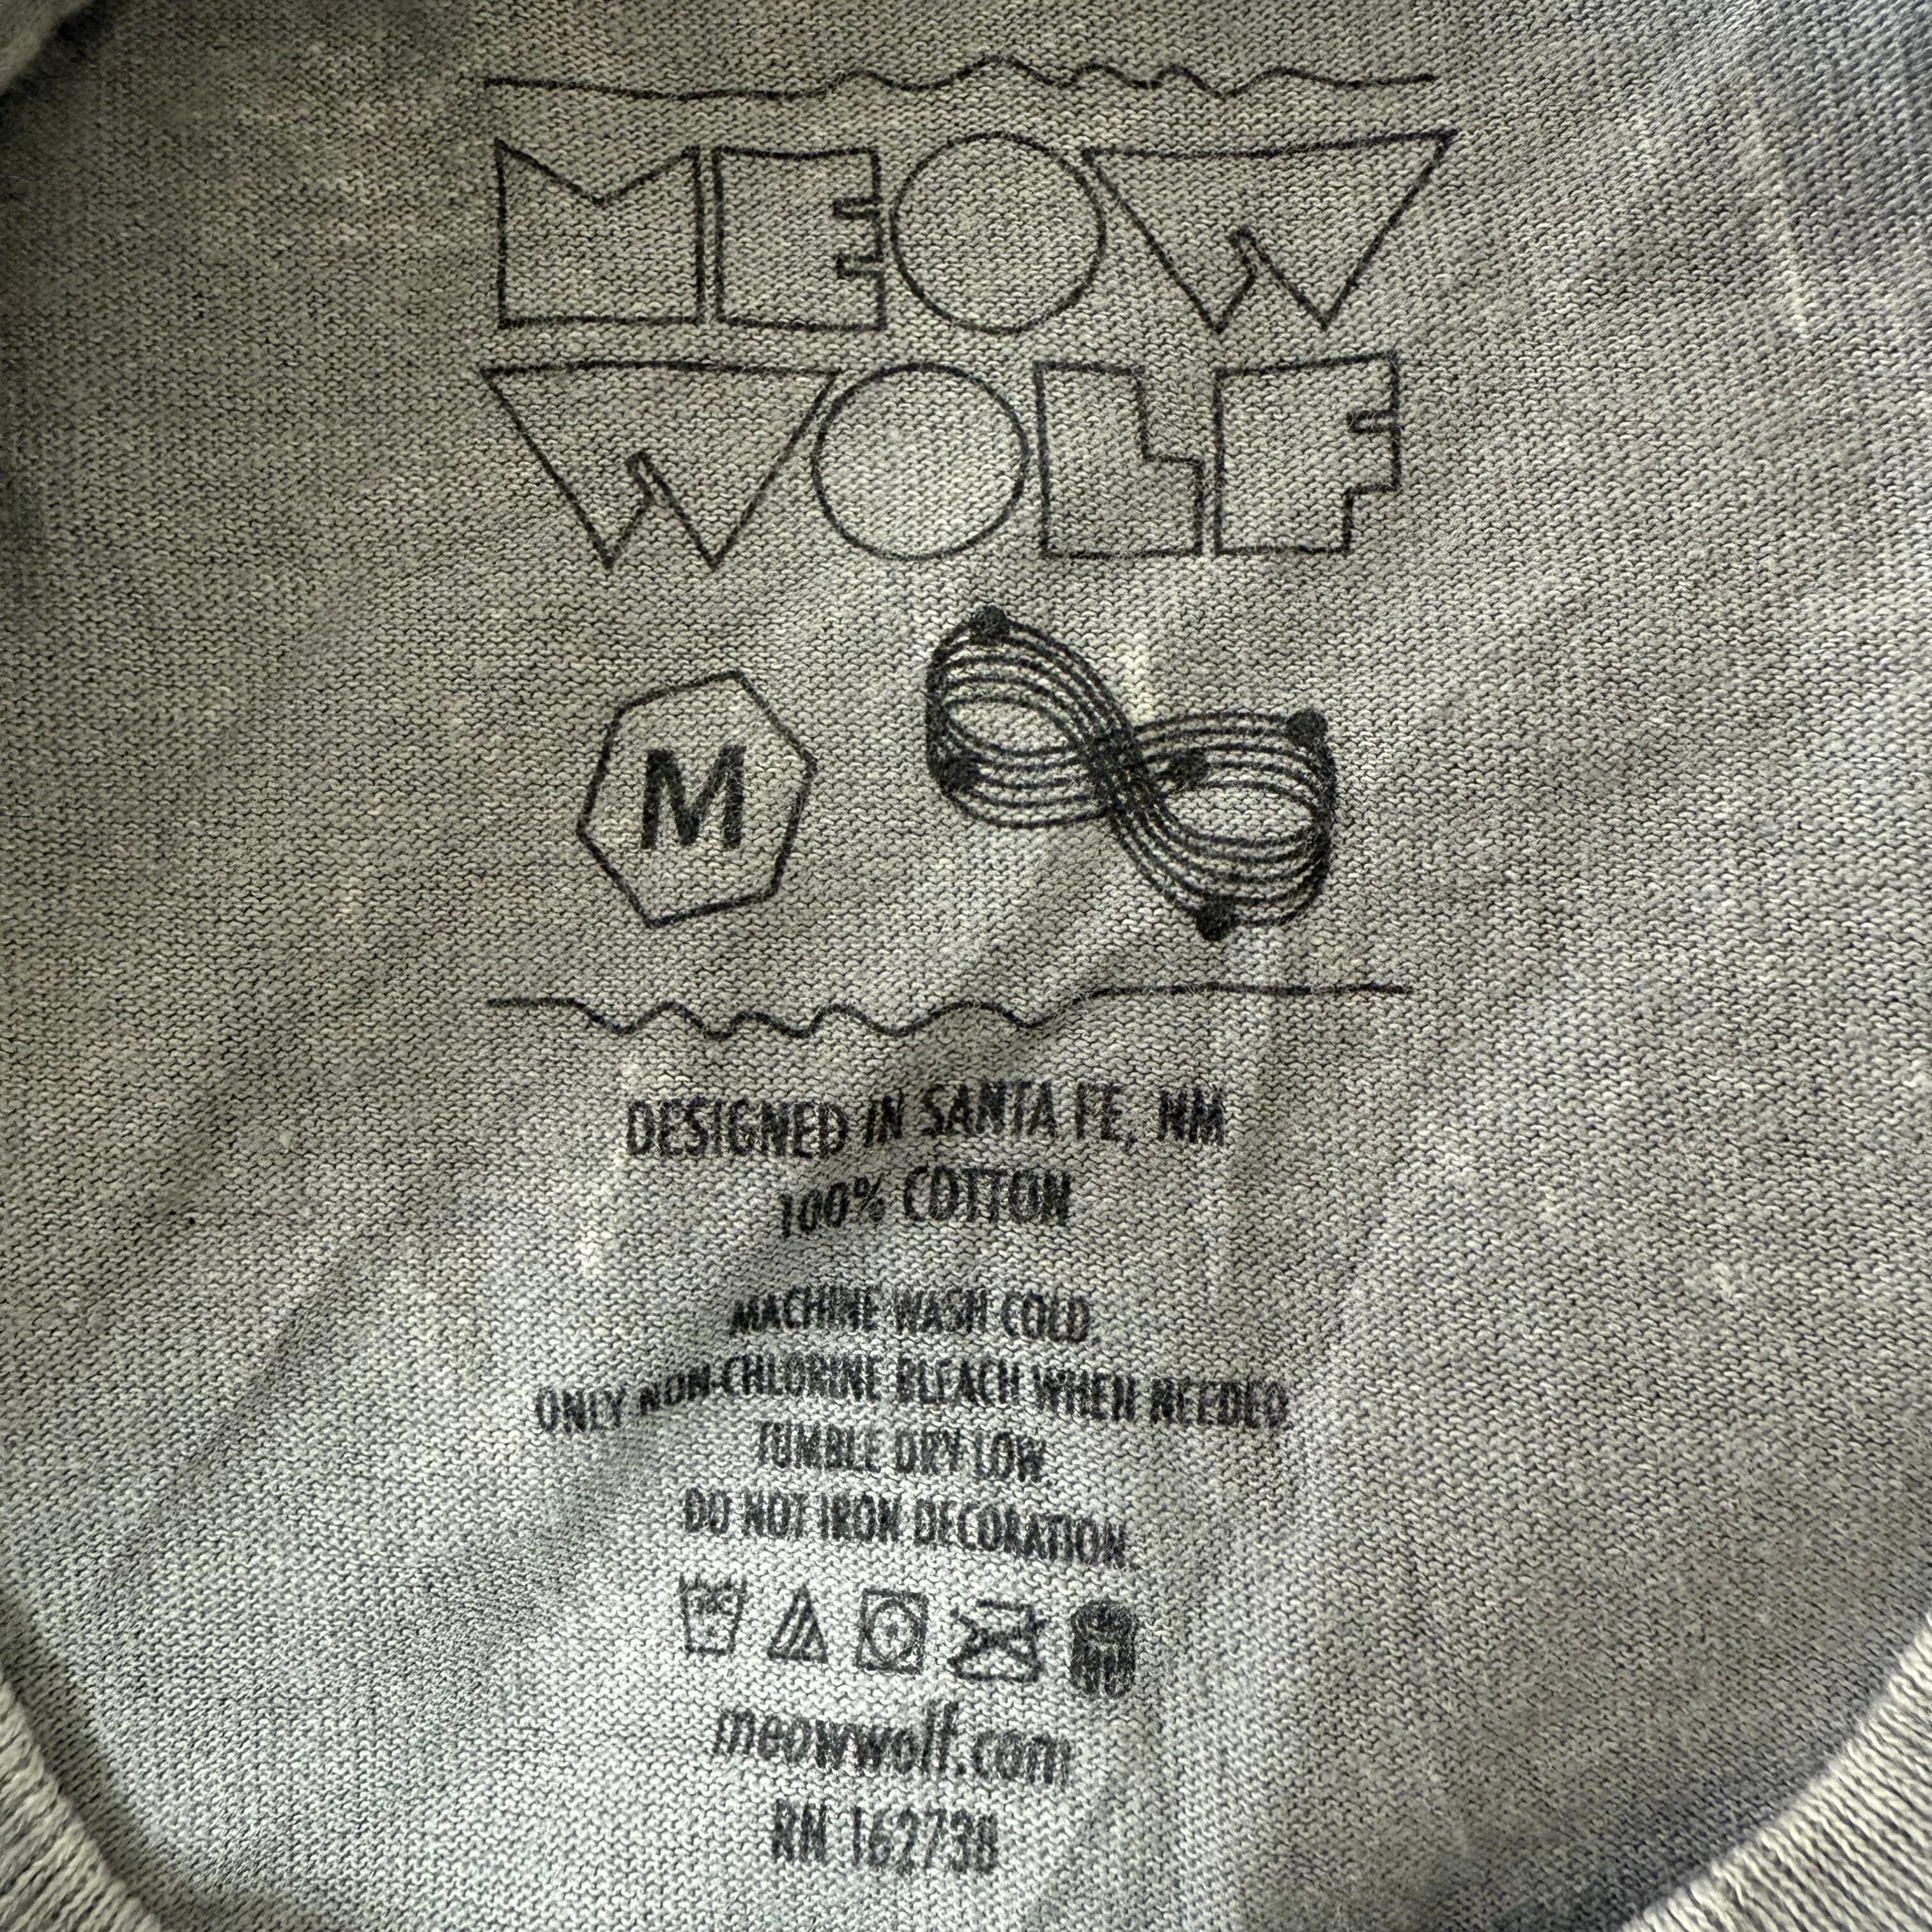 MEOW
WOLF
M
DESIGNED IN SANTA FE, NM
100% COTTON
MACHINE WASH COLD.
ONLY NON-CHLORINE BLEACH WHEN NEEDED.
TUMBLE DRY LOW
DO NOT IRON DECORATION.
meowwolf.com
RN 162738